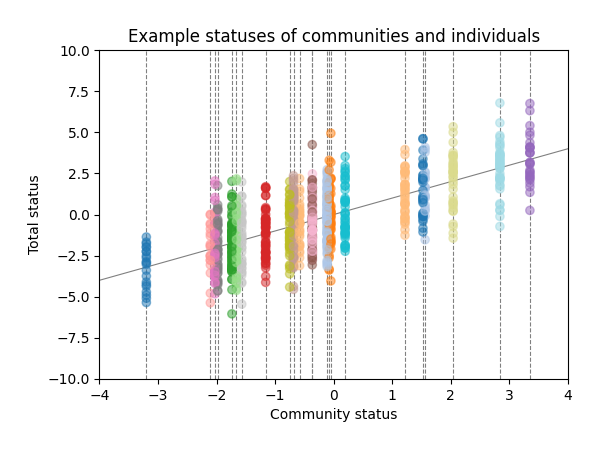 Example statuses of communities and individuals
10.0
7.5
5.0
2.5
0.0
−2.5
−5.0
−7.5
−10.0
Total status
−4 −3 −2 −1 0 1 2 3 4
Community status